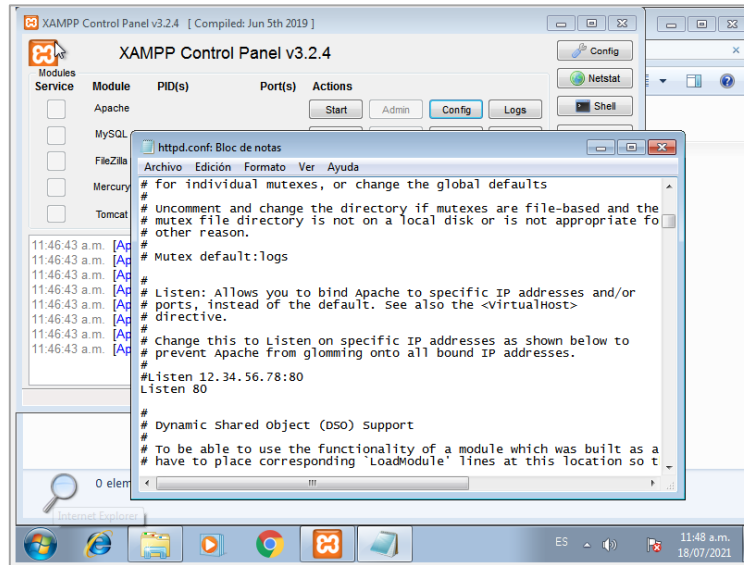 XAMPP Control Panel v3.2.4 [ Compiled: Jun 5th 2019 ]
XAMPP Control Panel v3.2.4
Config
Modules
Service Module PID(s) Port(s) Actions
Netstat
Apache Start Admin Config Logs Shell
MySQL
FileZilla
Mercury
Tomcat
11:46:43 a.m. [Ap
11:46:43 a.m. [Ap
11:46:43 a.m. [Ap
11:46:43 a.m. [Ap
11:46:43 a.m. [Ap
11:46:43 a.m. [Ap
11:46:43 a.m. [Ap
11:46:43 a.m. [Ap
httpd.conf: Bloc de notas
Archivo Edición Formato Ver Ayuda
# for individual mutexes, or change the global defaults
#
# Uncomment and change the directory if mutexes are file-based and the
# mutex file directory is not on a local disk or is not appropriate fo
# other reason.
#
# Mutex default:logs
#
# Listen: Allows you to bind Apache to specific IP addresses and/or
# ports, instead of the default. See also the <VirtualHost>
# directive.
#
# Change this to Listen on specific IP addresses as shown below to
# prevent Apache from glomming onto all bound IP addresses.
#
#Listen 12.34.56.78:80
Listen 80
#
# Dynamic Shared Object (DSO) Support
#
# To be able to use the functionality of a module which was built as a
# have to place corresponding `LoadModule' lines at this location so t
0 elem
Internet Explorer
ES 11:48 a.m.
18/07/2021